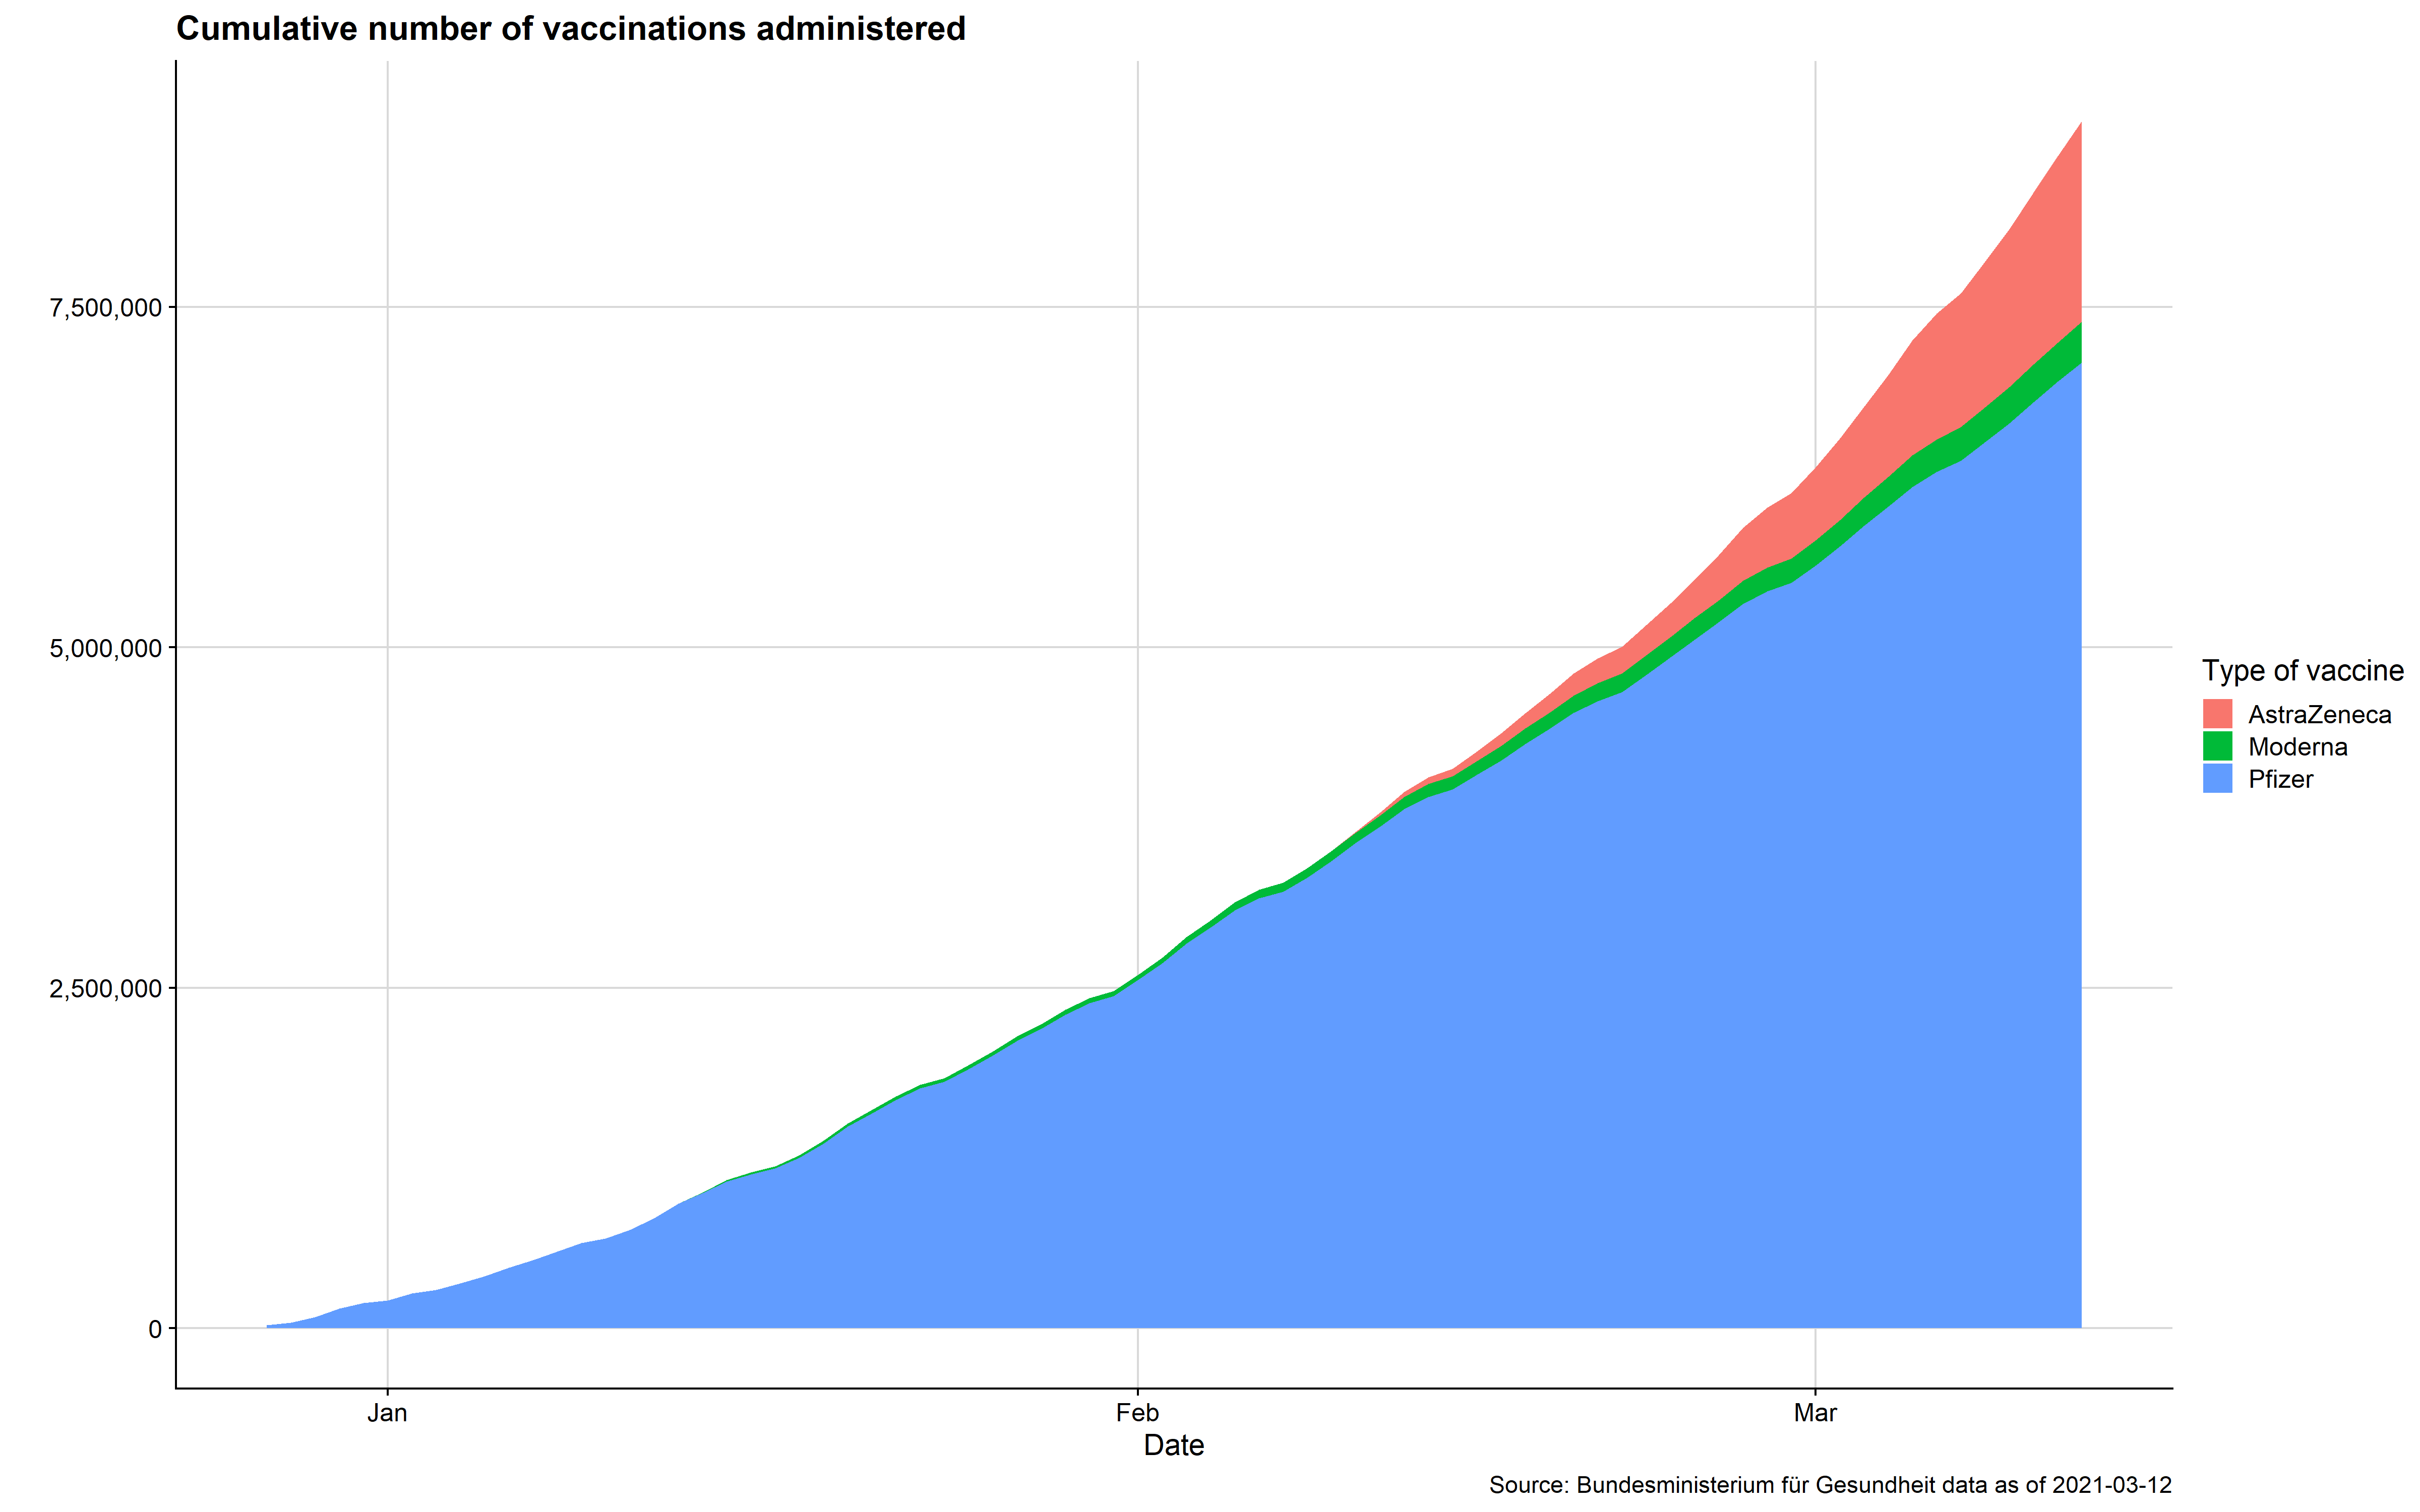 Cumulative number of vaccinations administered
7,500,000
5,000,000
2,500,000
0
Jan
Feb
Mar
Date
Type of vaccine
AstraZeneca
Moderna
Pfizer
Source: Bundesministerium für Gesundheit data as of 2021-03-12